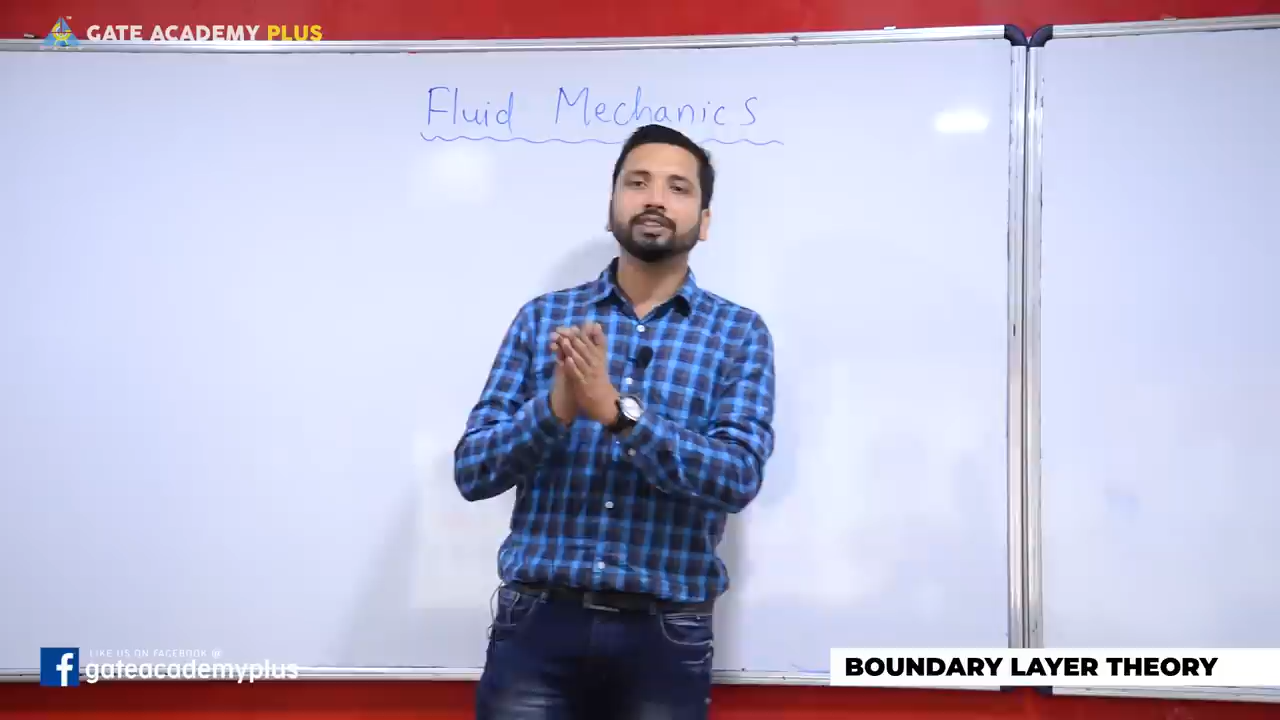 GATE ACADEMY PLUS
Fluid Mechanics
LIKE US ON FACEBOOK @
gateacademyplus
BOUNDARY LAYER THEORY